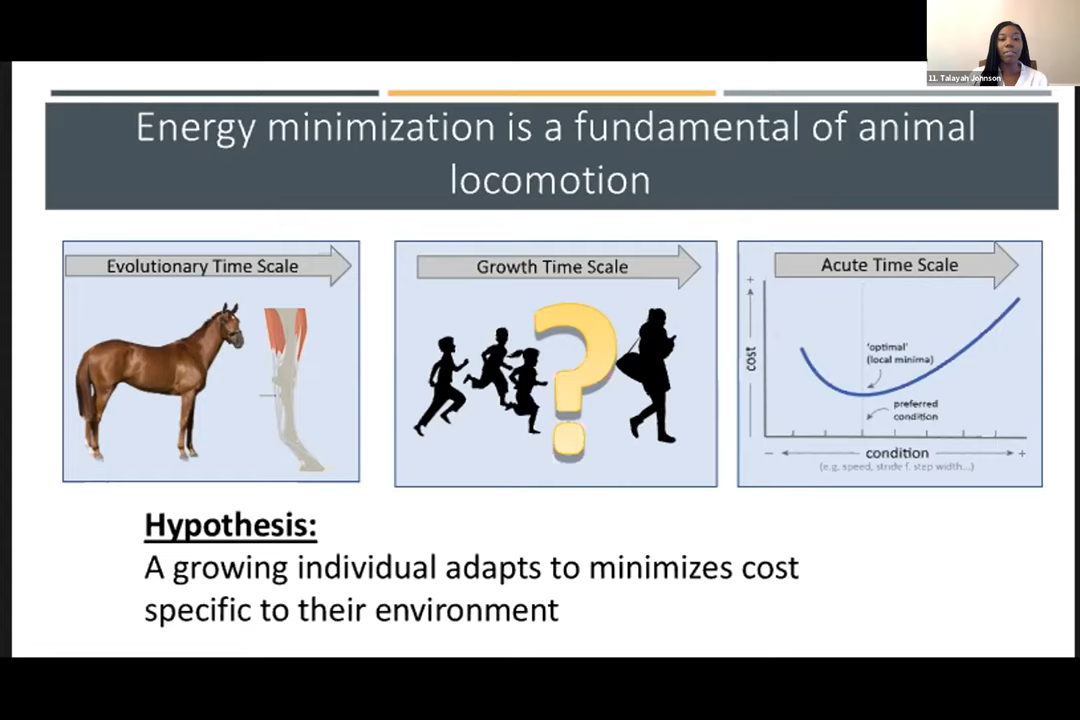 11. Talayah Johnson
Energy minimization is a fundamental of animal
locomotion
Evolutionary Time Scale
Growth Time Scale
?
Acute Time Scale
+
cost
-
'optimal'
(local minima)
preferred
condition
- condition +
(e.g. speed, stride f. step width...)
Hypothesis:
A growing individual adapts to minimizes cost
specific to their environment